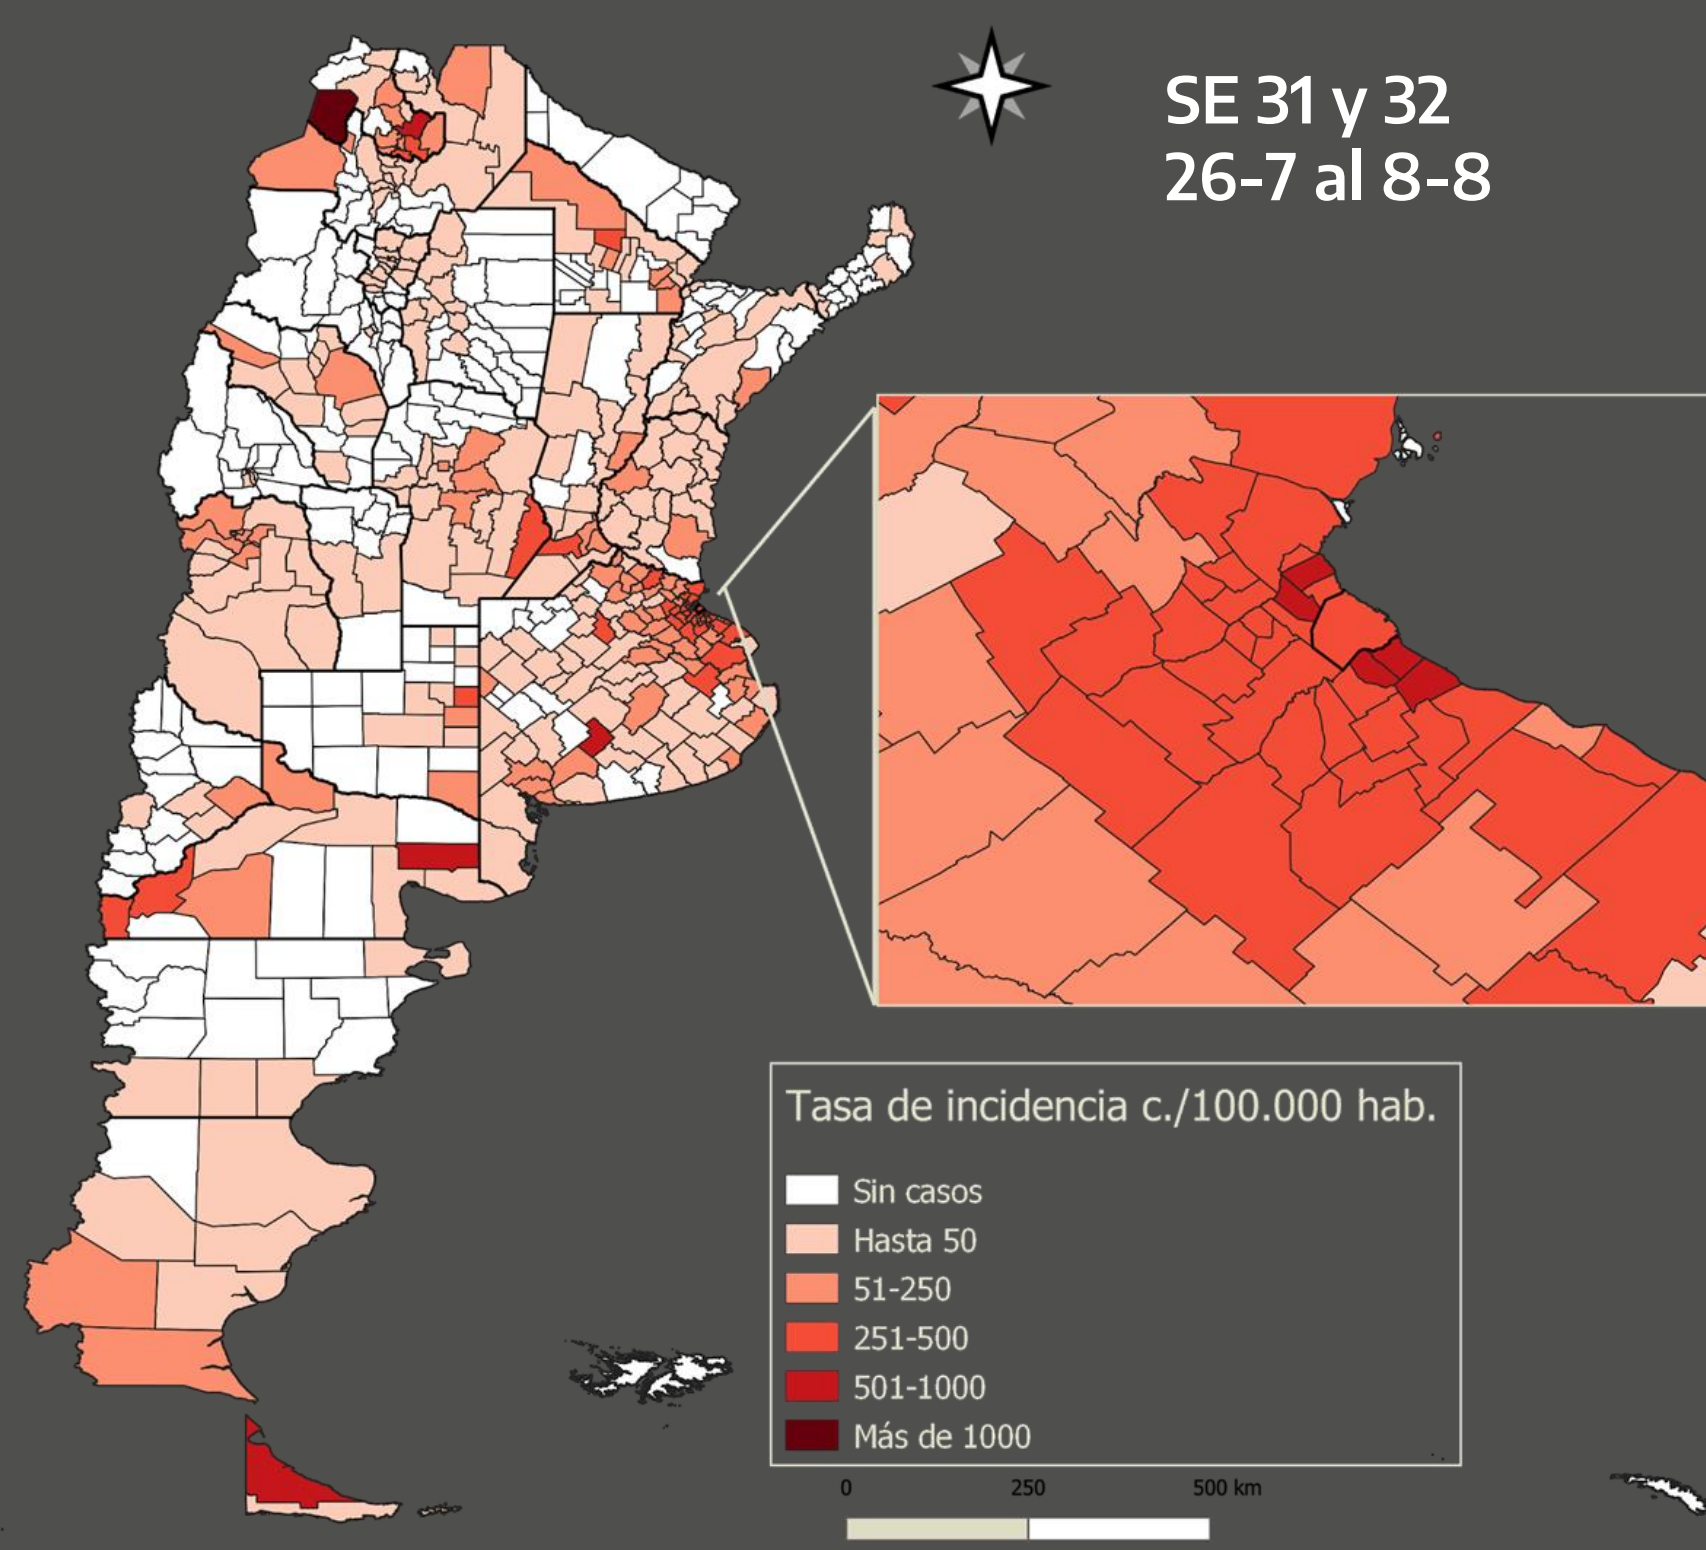 SE 31 y 32
26-7 al 8-8
Tasa de incidencia c./100.000 hab.
Sin casos
Hasta 50
51-250
251-500
501-1000
Más de 1000
0 250 500 km